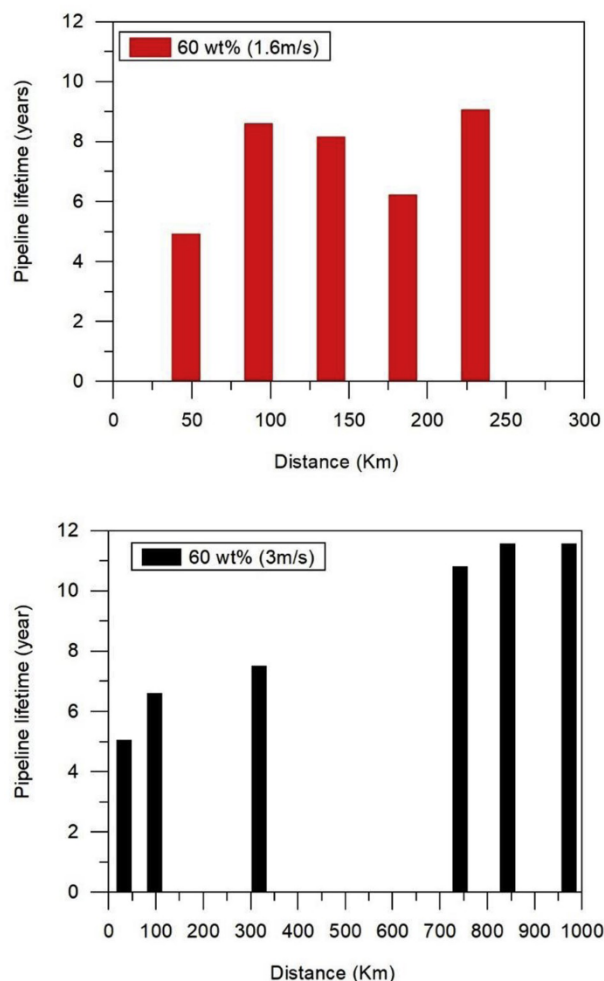 12
10
8
6
4
2
0
Pipeline lifetime (years)
60 wt% (1.6m/s)
0 50 100 150 200 250 300
Distance (Km)
12
10
8
6
4
2
0
Pipeline lifetime (year)
60 wt% (3m/s)
0 100 200 300 400 500 600 700 800 900 1000
Distance (Km)